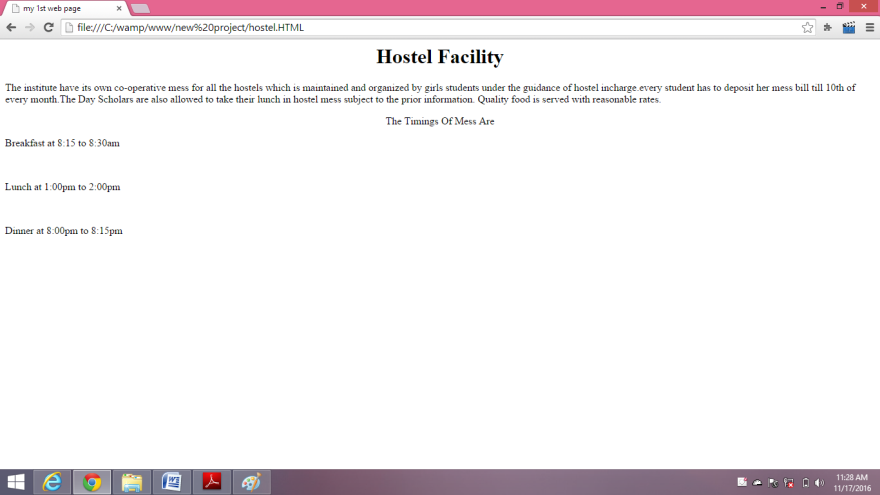 my 1st web page
file:///C:/wamp/www/new%20project/hostel.HTML
Hostel Facility
The institute have its own co-operative mess for all the hostels which is maintained and organized by girls students under the guidance of hostel incharge.every student has to deposit her mess bill till 10th of
every month.The Day Scholars are also allowed to take their lunch in hostel mess subject to the prior information. Quality food is served with reasonable rates.
The Timings Of Mess Are
Breakfast at 8:15 to 8:30am
Lunch at 1:00pm to 2:00pm
Dinner at 8:00pm to 8:15pm
11:28 AM
11/17/2016